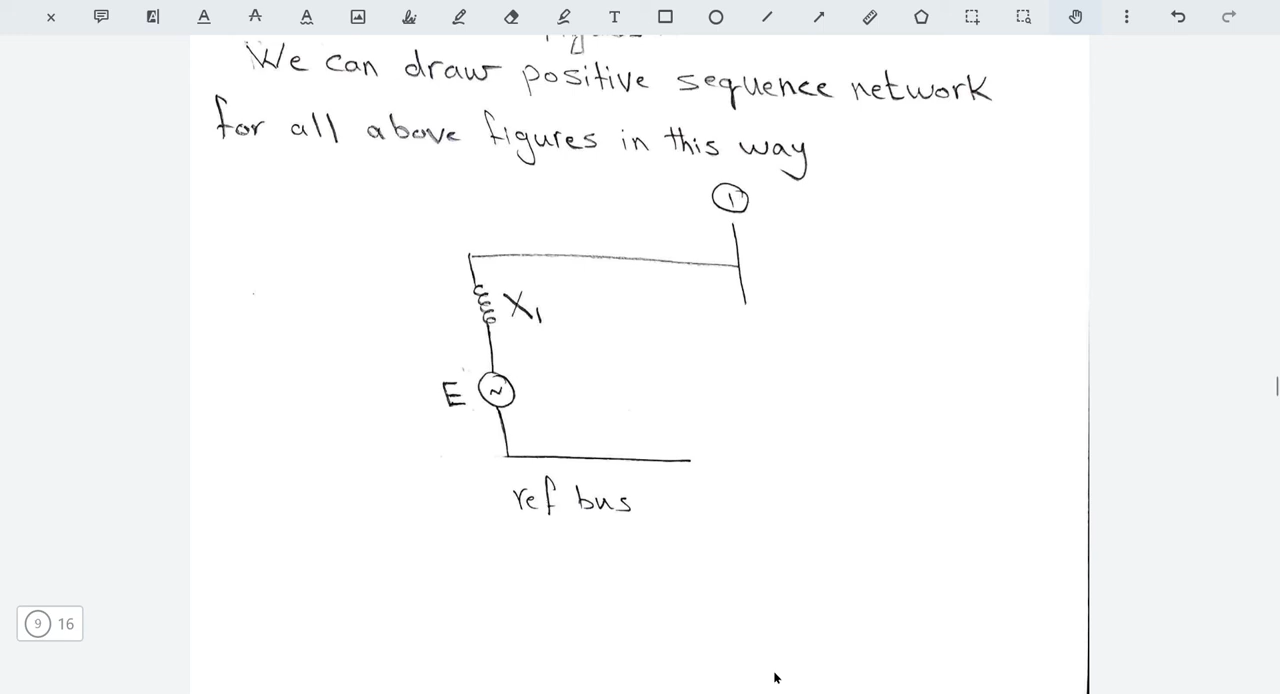 We can draw positive sequence network
for all above figures in this way
1
X1
E
ref bus
9 16
T